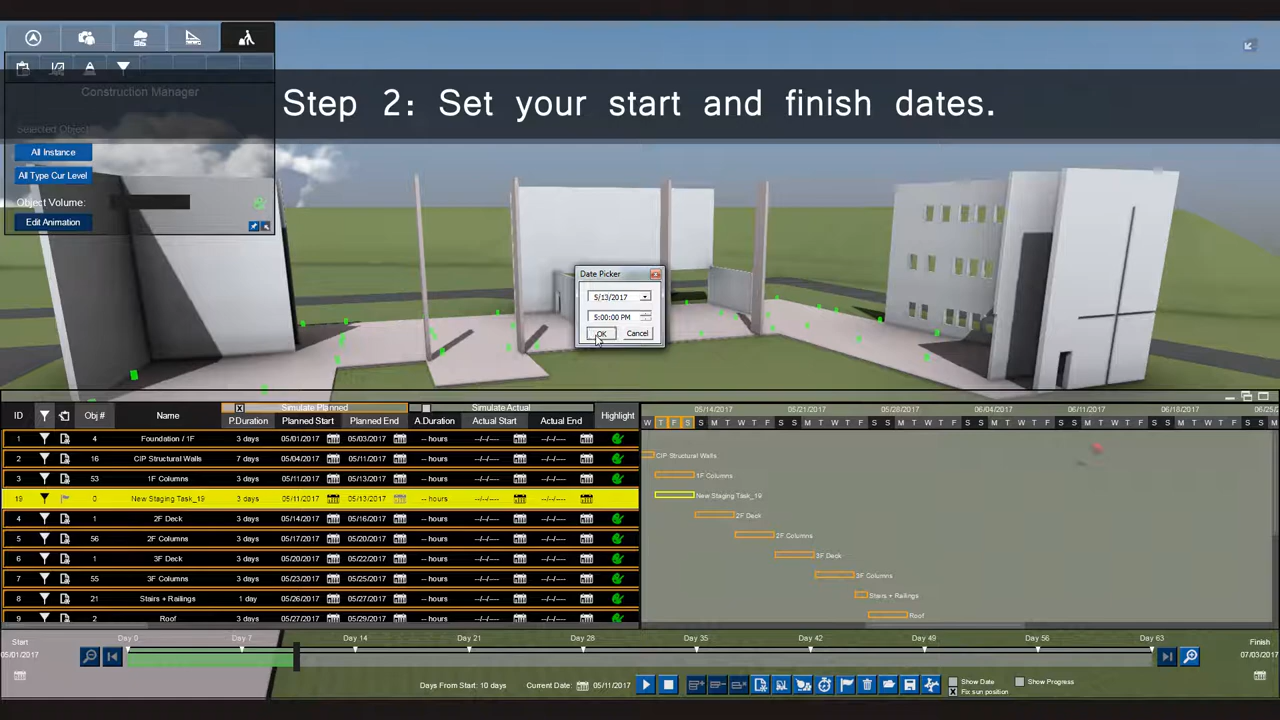 Step 2: Set your start and finish dates.
Construction Manager
Selected Object
All Instance
All Type Cur Level
Object Volume:
Edit Animation
Date Picker
5/13/2017
5:00:00 PM
OK Cancel
Simulate Planned Simulate Actual
ID Obj # Name P.Duration Planned Start Planned End A.Duration Actual Start Actual End Highlight
1 4 Foundation / 1F 3 days 05/01/2017 05/03/2017 -- hours --/--/---- --/--/----
2 16 CIP Structural Walls 7 days 05/04/2017 05/11/2017 -- hours --/--/---- --/--/----
3 53 1F Columns 3 days 05/11/2017 05/13/2017 -- hours --/--/---- --/--/----
19 0 New Staging Task_19 3 days 05/11/2017 05/13/2017 -- hours --/--/---- --/--/----
4 1 2F Deck 3 days 05/14/2017 05/16/2017 -- hours --/--/---- --/--/----
5 56 2F Columns 3 days 05/17/2017 05/19/2017 -- hours --/--/---- --/--/----
6 1 3F Deck 3 days 05/20/2017 05/22/2017 -- hours --/--/---- --/--/----
7 55 3F Columns 3 days 05/23/2017 05/25/2017 -- hours --/--/---- --/--/----
8 21 Stairs + Railings 1 day 05/26/2017 05/27/2017 -- hours --/--/---- --/--/----
9 2 Roof 3 days 05/27/2017 05/29/2017 -- hours --/--/---- --/--/----
05/14/2017 05/21/2017 05/28/2017 06/04/2017 06/11/2017 06/18/2017 06/25/2
W T F S S M T W T F S S M T W T F S S M T W T F S S M T W T F S S M T W T F S S M T W T F S S M
CIP Structural Walls
1F Columns
New Staging Task_19
2F Deck
2F Columns
3F Deck
3F Columns
Stairs + Railings
Roof
Start Day 0 Day 7 Day 14 Day 21 Day 28 Day 35 Day 42 Day 49 Day 56 Day 63 Finish
05/01/2017 07/03/2017
Days From Start: 10 days Current Date: 05/11/2017 Show Date Show Progress
Fix sun position